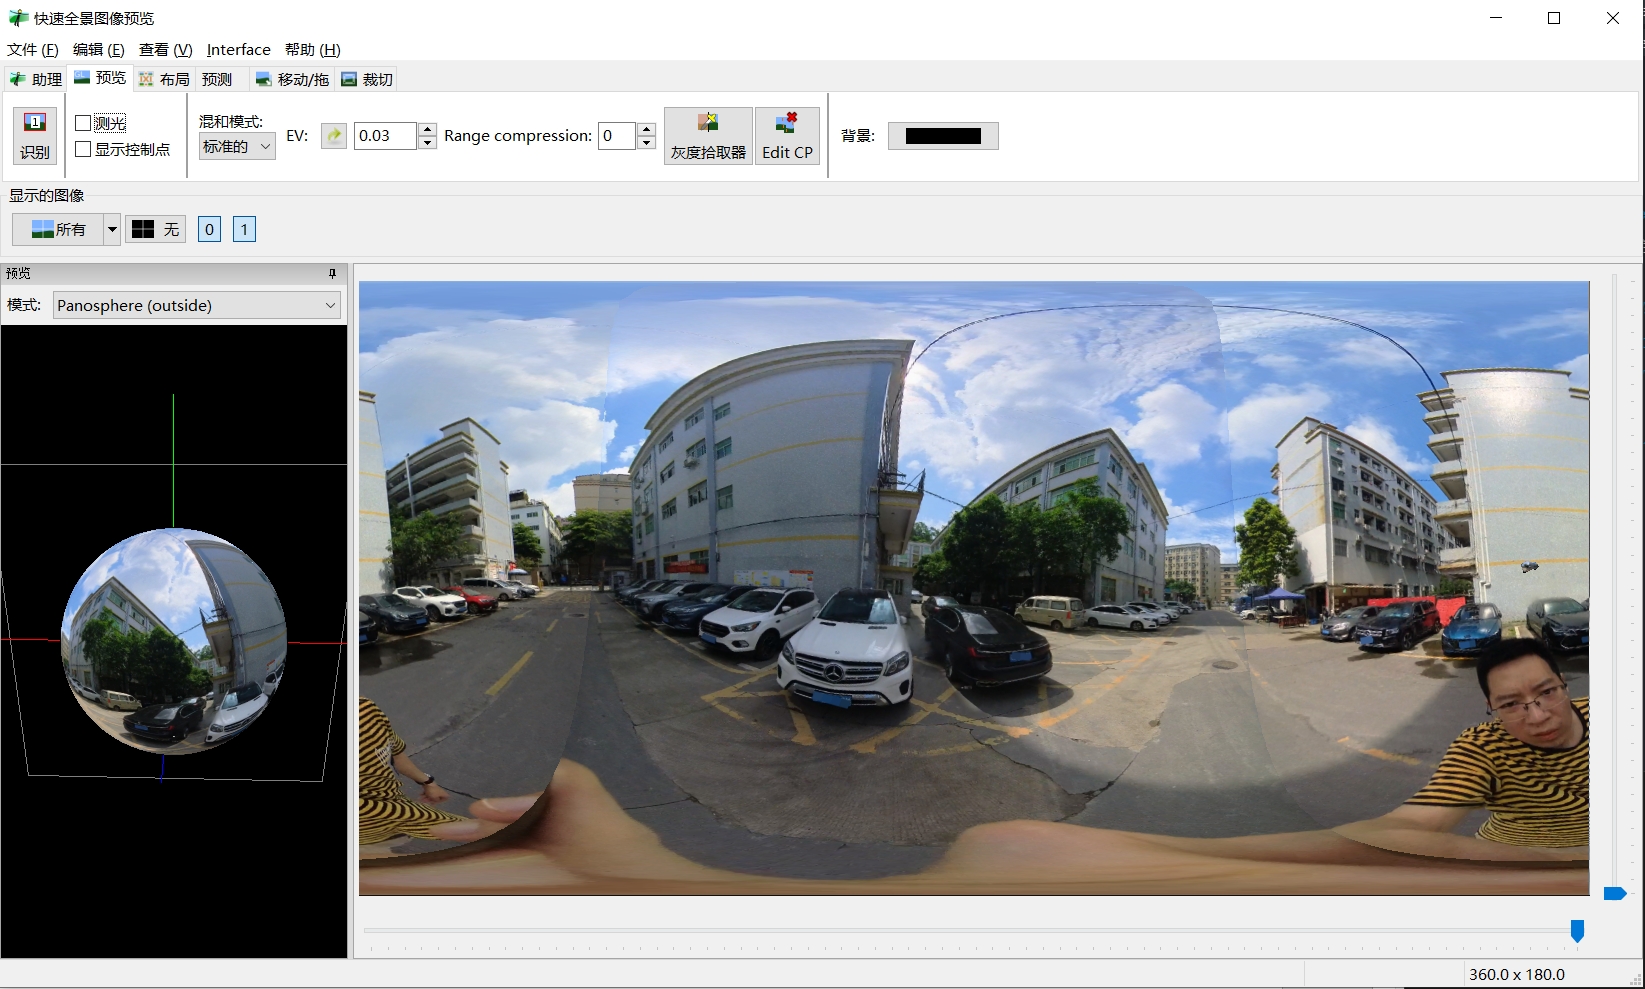 快速全景图像预览
文件 (F) 编辑 (E) 查看 (V) Interface 帮助 (H)
助理 预览 布局 预测 移动/拖 裁切
1
识别
测光
显示控制点
混和模式:
标准的
EV: 0.03 Range compression: 0
灰度拾取器
Edit CP
背景:
显示的图像
所有 无 0 1
预览
模式: Panosphere (outside)
360.0 x 180.0